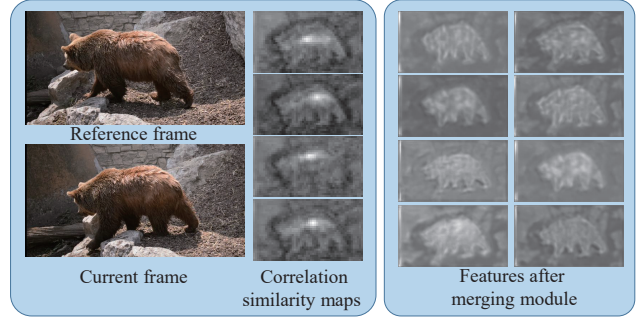 Reference frame
Current frame
Correlation
similarity maps
Features after
merging module